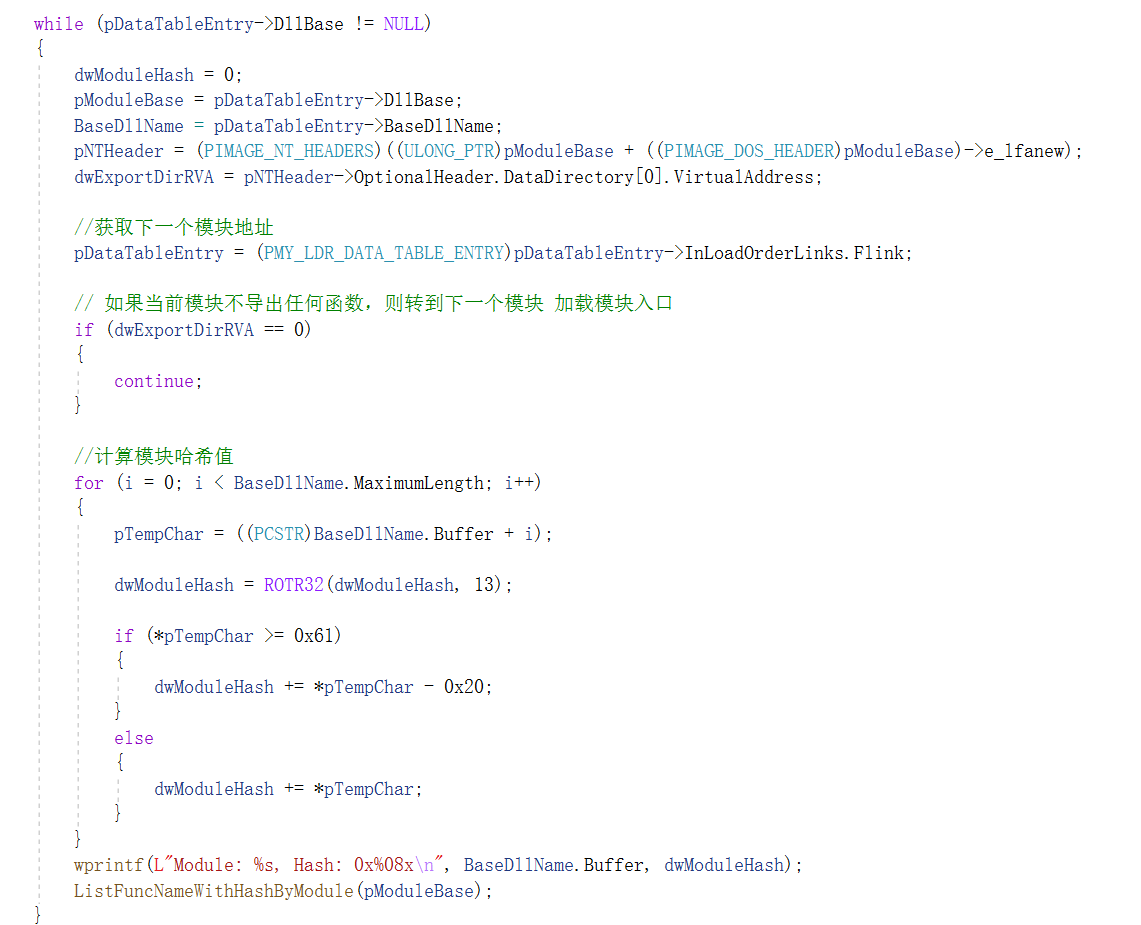 while (pDataTableEntry->DllBase != NULL)
{
    dwModuleHash = 0;
    pModuleBase = pDataTableEntry->DllBase;
    BaseDllName = pDataTableEntry->BaseDllName;
    pNTHeader = (PIMAGE_NT_HEADERS)((ULONG_PTR)pModuleBase + ((PIMAGE_DOS_HEADER)pModuleBase)->e_lfanew);
    dwExportDirRVA = pNTHeader->OptionalHeader.DataDirectory[0].VirtualAddress;

    //获取下一个模块地址
    pDataTableEntry = (PMY_LDR_DATA_TABLE_ENTRY)pDataTableEntry->InLoadOrderLinks.Flink;

    // 如果当前模块不导出任何函数，则转到下一个模块 加载模块入口
    if (dwExportDirRVA == 0)
    {
        continue;
    }

    //计算模块哈希值
    for (i = 0; i < BaseDllName.MaximumLength; i++)
    {
        pTempChar = ((PCSTR)BaseDllName.Buffer + i);

        dwModuleHash = ROTR32(dwModuleHash, 13);

        if (*pTempChar >= 0x61)
        {
            dwModuleHash += *pTempChar - 0x20;
        }
        else
        {
            dwModuleHash += *pTempChar;
        }
    }
    wprintf(L"Module: %s, Hash: 0x%08x\n", BaseDllName.Buffer, dwModuleHash);
    ListFuncNameWithHashByModule(pModuleBase);
}